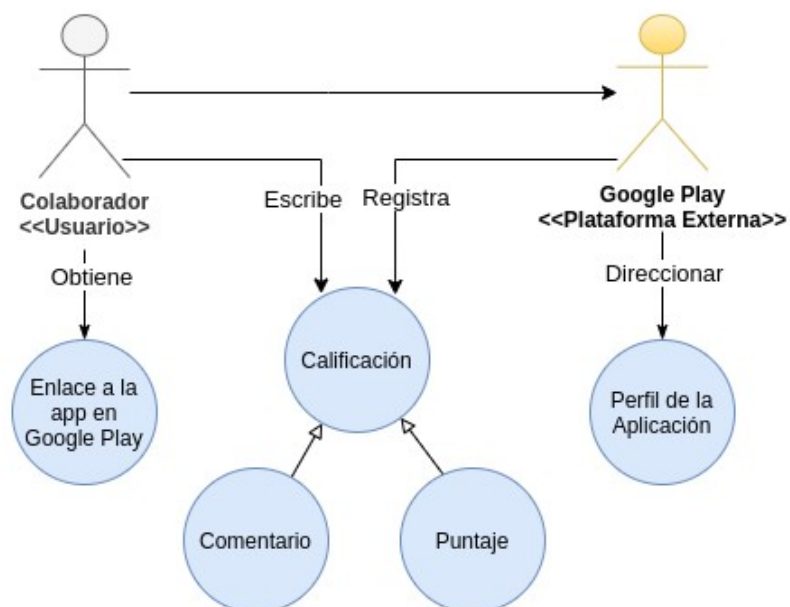 Colaborador
<<Usuario>>
Escribe
Registra
Google Play
<<Plataforma Externa>>
Obtiene
Direccionar
Enlace a la
app en
Google Play
Calificación
Perfil de la
Aplicación
Comentario
Puntaje